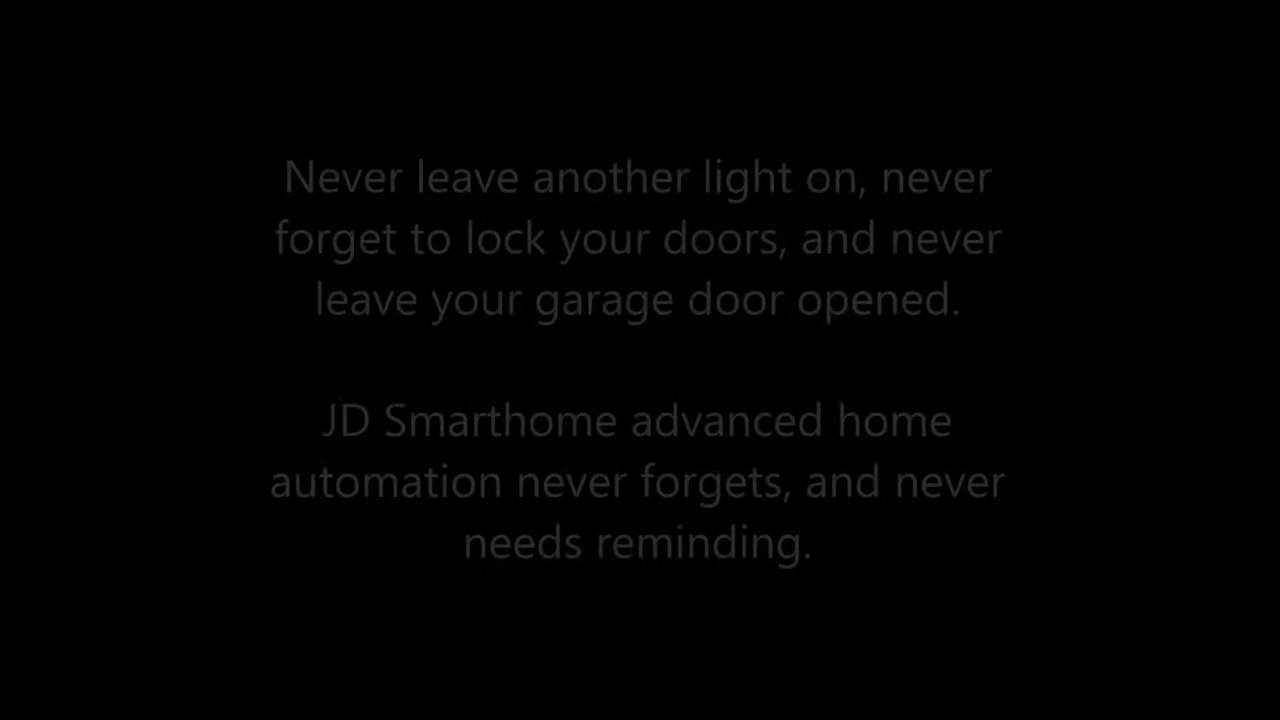 Never leave another light on, never
forget to lock your doors, and never
leave your garage door opened.
JD Smarthome advanced home
automation never forgets, and never
needs reminding.